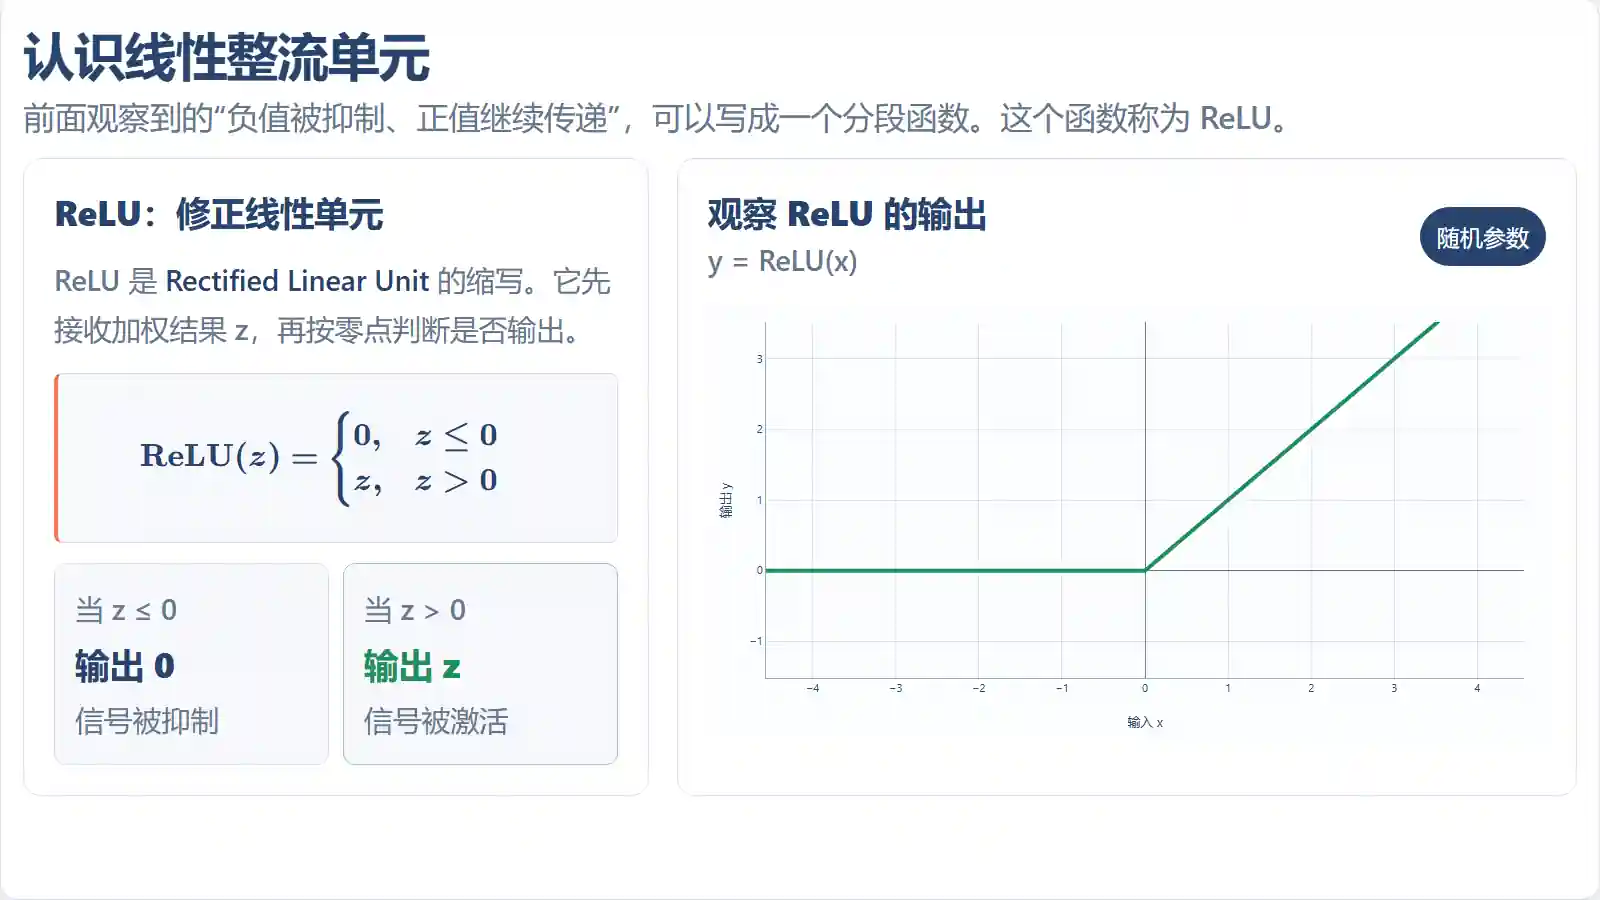 认识线性整流单元
前面观察到的“负值被抑制、正值继续传递”，可以写成一个分段函数。这个函数称为 ReLU。
ReLU：修正线性单元
ReLU 是 Rectified Linear Unit 的缩写。它先
接收加权结果 z，再按零点判断是否输出。
ReLU(z) = { 0, z ≤ 0
z, z > 0
当 z ≤ 0
输出 0
信号被抑制
当 z > 0
输出 z
信号被激活
观察 ReLU 的输出
y = ReLU(x)
随机参数
3
2
1
0
−1
输出 y
−4 −3 −2 −1 0 1 2 3 4
输入 x